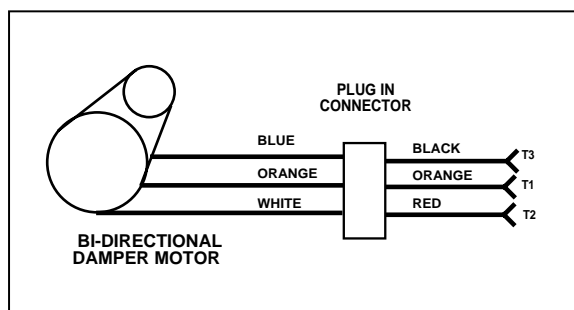 PLUG IN
CONNECTOR
BLUE
BLACK
T3
ORANGE
ORANGE
T1
WHITE
RED
T2
BI-DIRECTIONAL
DAMPER MOTOR